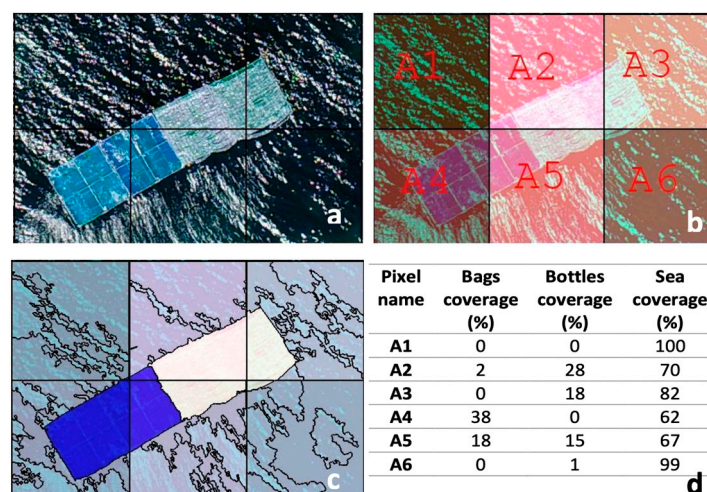 a
A1 A2 A3
A4 A5 A6
b
c
Pixel name Bags coverage (%) Bottles coverage (%) Sea coverage (%)
A1 0 0 100
A2 2 28 70
A3 0 18 82
A4 38 0 62
A5 18 15 67
A6 0 1 99
d